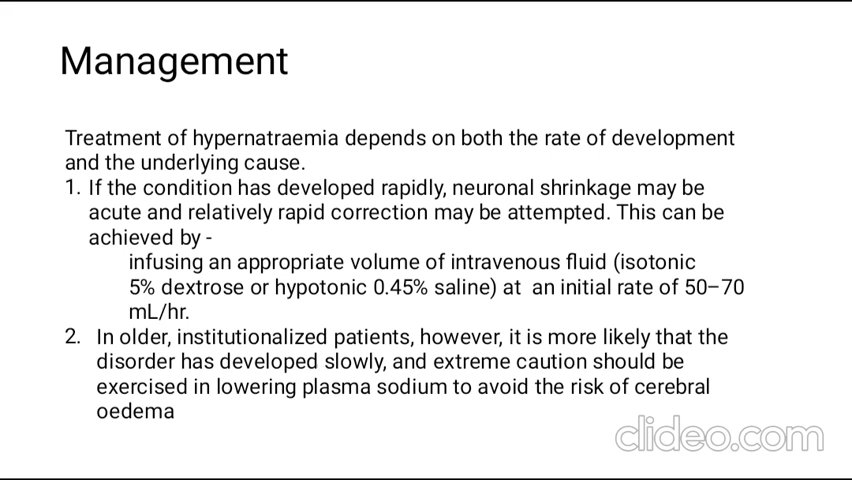 Management
Treatment of hypernatraemia depends on both the rate of development
and the underlying cause.
1. If the condition has developed rapidly, neuronal shrinkage may be
acute and relatively rapid correction may be attempted. This can be
achieved by -
infusing an appropriate volume of intravenous fluid (isotonic
5% dextrose or hypotonic 0.45% saline) at an initial rate of 50–70
mL/hr.
2. In older, institutionalized patients, however, it is more likely that the
disorder has developed slowly, and extreme caution should be
exercised in lowering plasma sodium to avoid the risk of cerebral
oedema
clideo.com